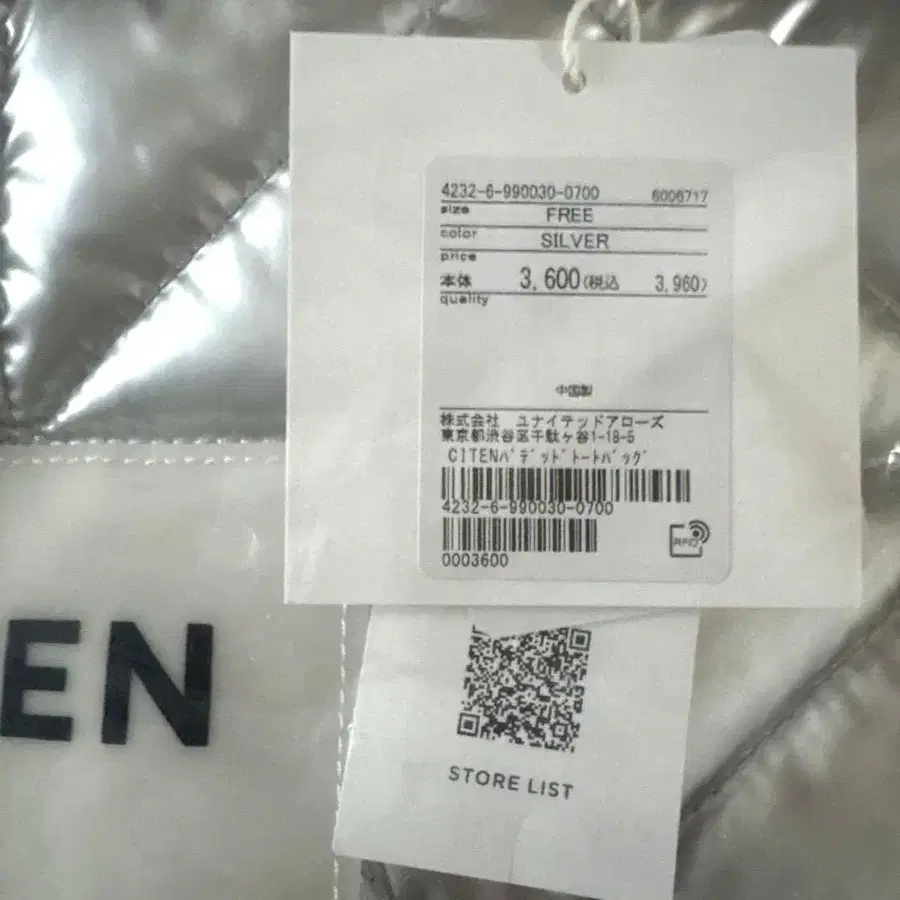 4232-6-990030-0700 6006717
size FREE
color SILVER
price
本体 3,600(税込 3,960)
quality
中国製
株式会社 ユナイテッドアローズ
東京都渋谷区千駄ヶ谷1-18-5
CITENﾊﾟﾃﾞｯﾄﾞﾄｰﾄﾊﾞｯｸﾞ
4232-6-990030-0700
RFID
0003600
EN
STORE LIST